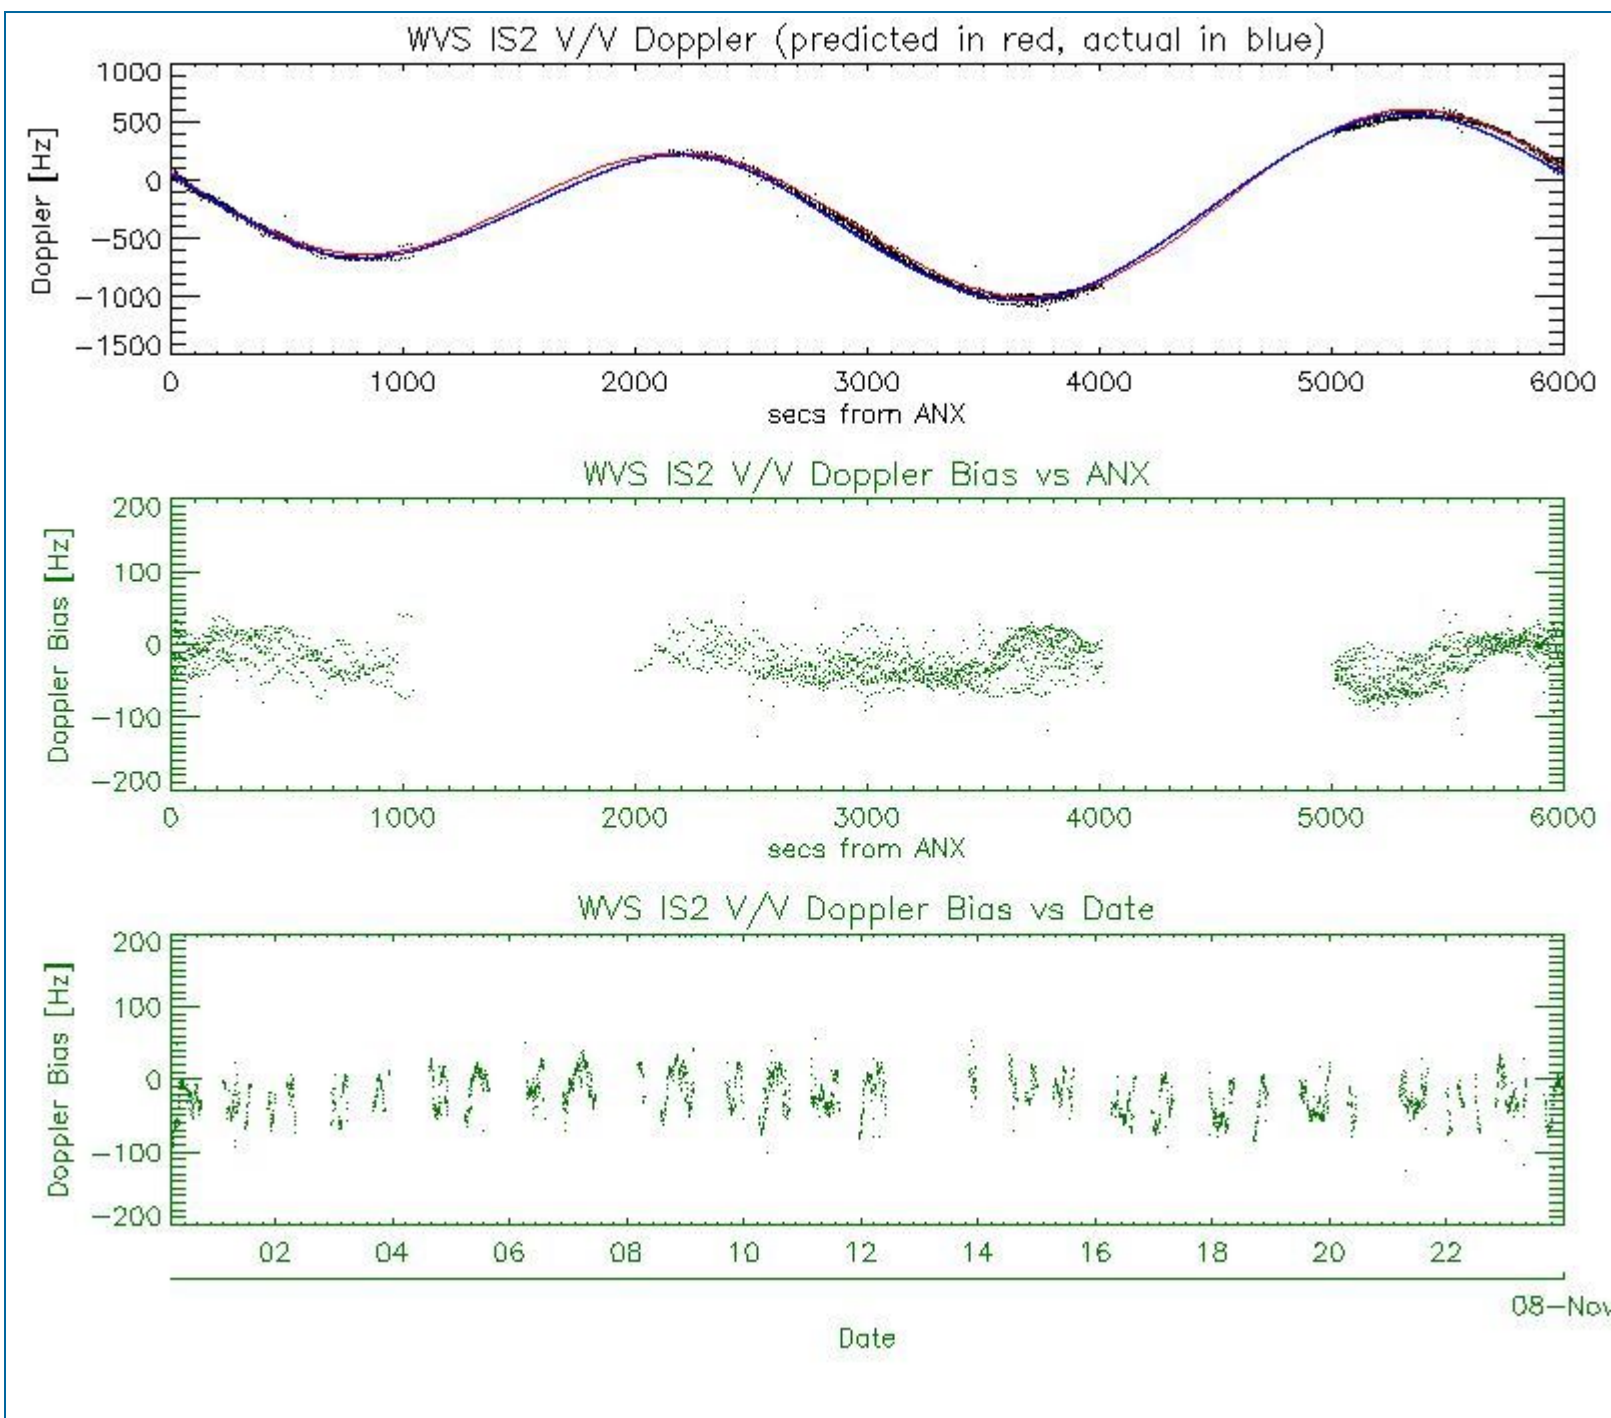 WVS IS2 V/V Doppler (predicted in red, actual in blue)
Doppler [Hz]
1000
500
0
−500
−1000
−1500
0 1000 2000 3000 4000 5000 6000
secs from ANX
WVS IS2 V/V Doppler Bias vs ANX
Doppler Bias [Hz]
200
100
0
−100
−200
0 1000 2000 3000 4000 5000 6000
secs from ANX
WVS IS2 V/V Doppler Bias vs Date
Doppler Bias [Hz]
200
100
0
−100
−200
02 04 06 08 10 12 14 16 18 20 22
08−Nov
Date